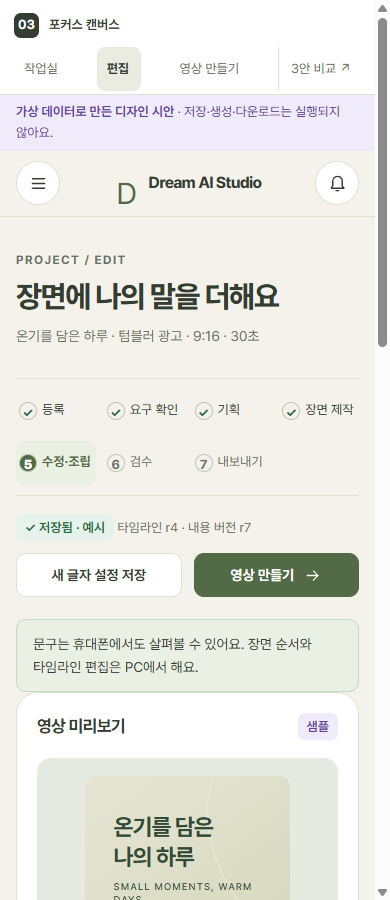 03 포커스 캔버스
작업실 편집 영상 만들기 3안 비교 ↗
가상 데이터로 만든 디자인 시안 · 저장·생성·다운로드는 실행되지
않아요.
D Dream AI Studio
PROJECT / EDIT
장면에 나의 말을 더해요
온기를 담은 하루 · 텀블러 광고 · 9:16 · 30초
✓ 등록 ✓ 요구 확인 ✓ 기획 ✓ 장면 제작
5 수정·조립 6 검수 7 내보내기
✓ 저장됨 · 예시 타임라인 r4 · 내용 버전 r7
새 글자 설정 저장 영상 만들기 →
문구는 휴대폰에서도 살펴볼 수 있어요. 장면 순서와
타임라인 편집은 PC에서 해요.
영상 미리보기 샘플
온기를 담은
나의 하루
SMALL MOMENTS, WARM
DAYS